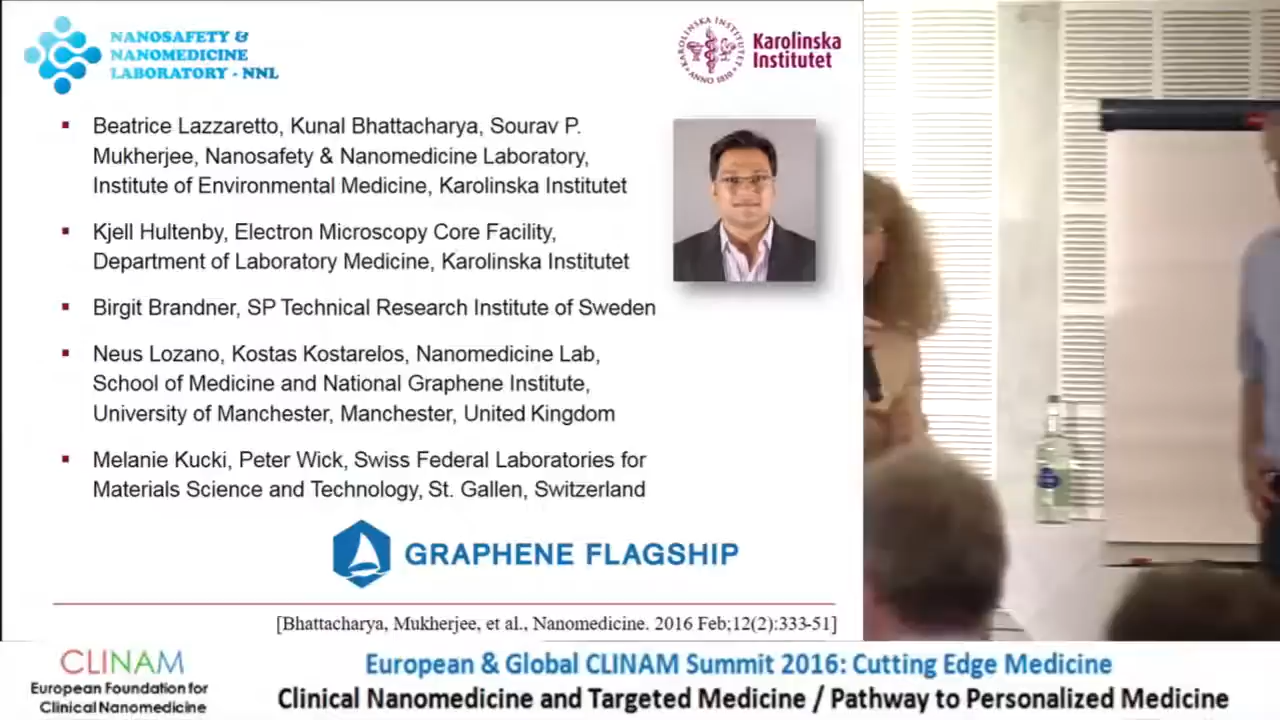 NANOSAFETY &
NANOMEDICINE
LABORATORY - NNL
KAROLINSKA INSTITUTET
ANNO 1810
Karolinska
Institutet
Beatrice Lazzaretto, Kunal Bhattacharya, Sourav P.
Mukherjee, Nanosafety & Nanomedicine Laboratory,
Institute of Environmental Medicine, Karolinska Institutet
Kjell Hultenby, Electron Microscopy Core Facility,
Department of Laboratory Medicine, Karolinska Institutet
Birgit Brandner, SP Technical Research Institute of Sweden
Neus Lozano, Kostas Kostarelos, Nanomedicine Lab,
School of Medicine and National Graphene Institute,
University of Manchester, Manchester, United Kingdom
Melanie Kucki, Peter Wick, Swiss Federal Laboratories for
Materials Science and Technology, St. Gallen, Switzerland
GRAPHENE FLAGSHIP
[Bhattacharya, Mukherjee, et al., Nanomedicine. 2016 Feb;12(2):333-51]
CLINAM
European Foundation for
Clinical Nanomedicine
European & Global CLINAM Summit 2016: Cutting Edge Medicine
Clinical Nanomedicine and Targeted Medicine / Pathway to Personalized Medicine